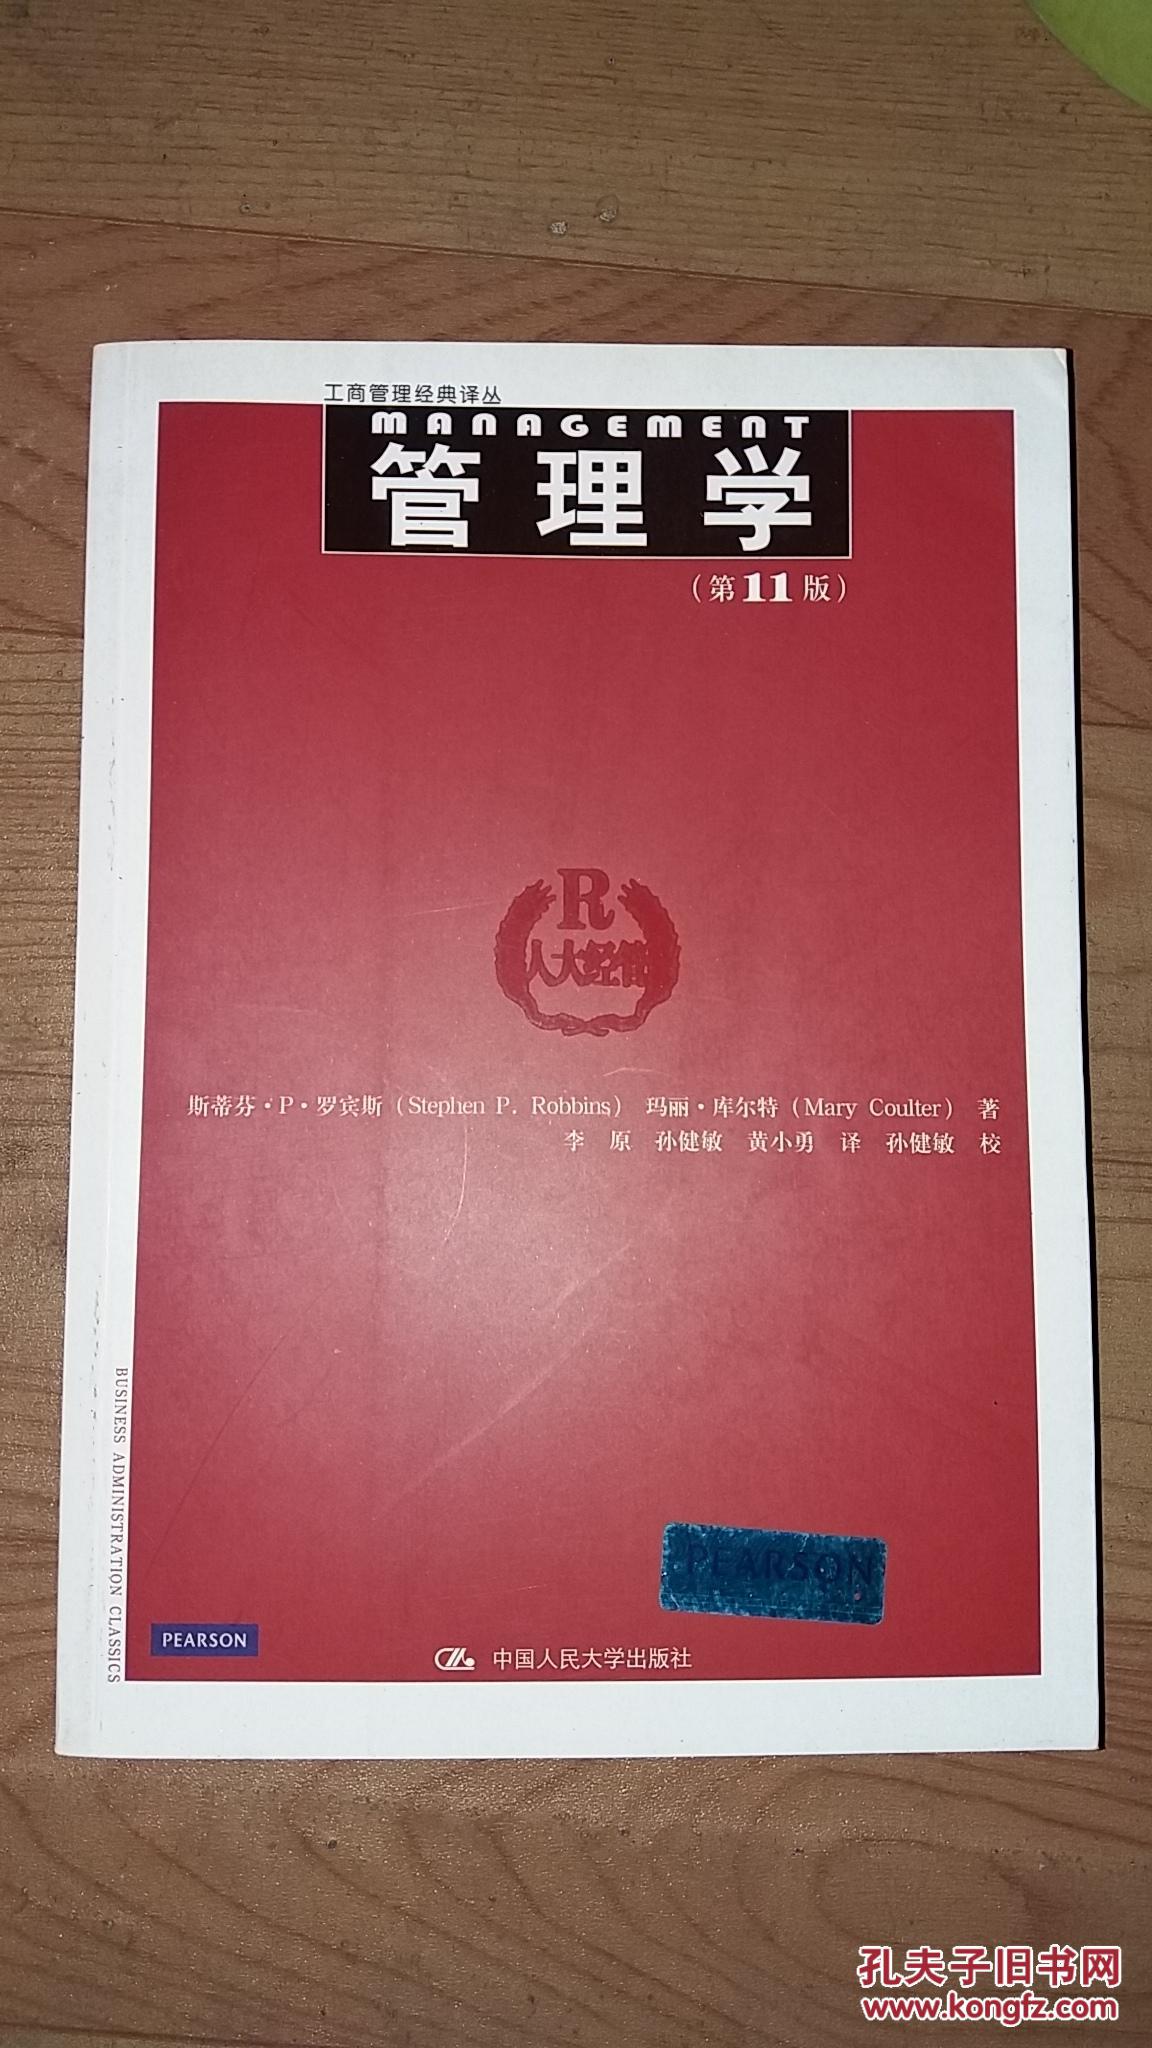 工商管理经典译丛
MANAGEMENT
管理学
（第11版）
R
人大经管
斯蒂芬·P·罗宾斯（Stephen P. Robbins） 玛丽·库尔特（Mary Coulter） 著
李 原 孙健敏 黄小勇 译 孙健敏 校
BUSINESS ADMINISTRATION CLASSICS
PEARSON
PEARSON
中国人民大学出版社
孔夫子旧书网
www.kongfz.com